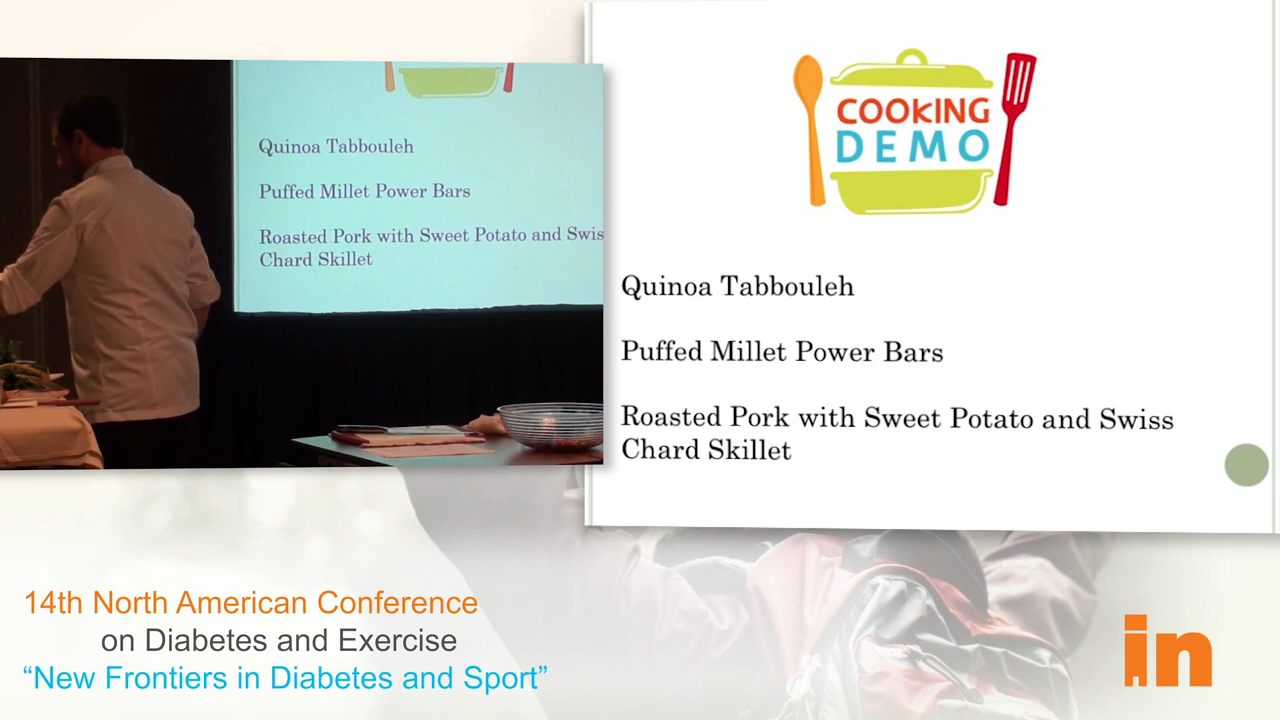 Quinoa Tabbouleh
Puffed Millet Power Bars
Roasted Pork with Sweet Potato and Swis
Chard Skillet
COOKING
DEMO
Quinoa Tabbouleh
Puffed Millet Power Bars
Roasted Pork with Sweet Potato and Swiss
Chard Skillet
14th North American Conference
on Diabetes and Exercise
“New Frontiers in Diabetes and Sport”
in